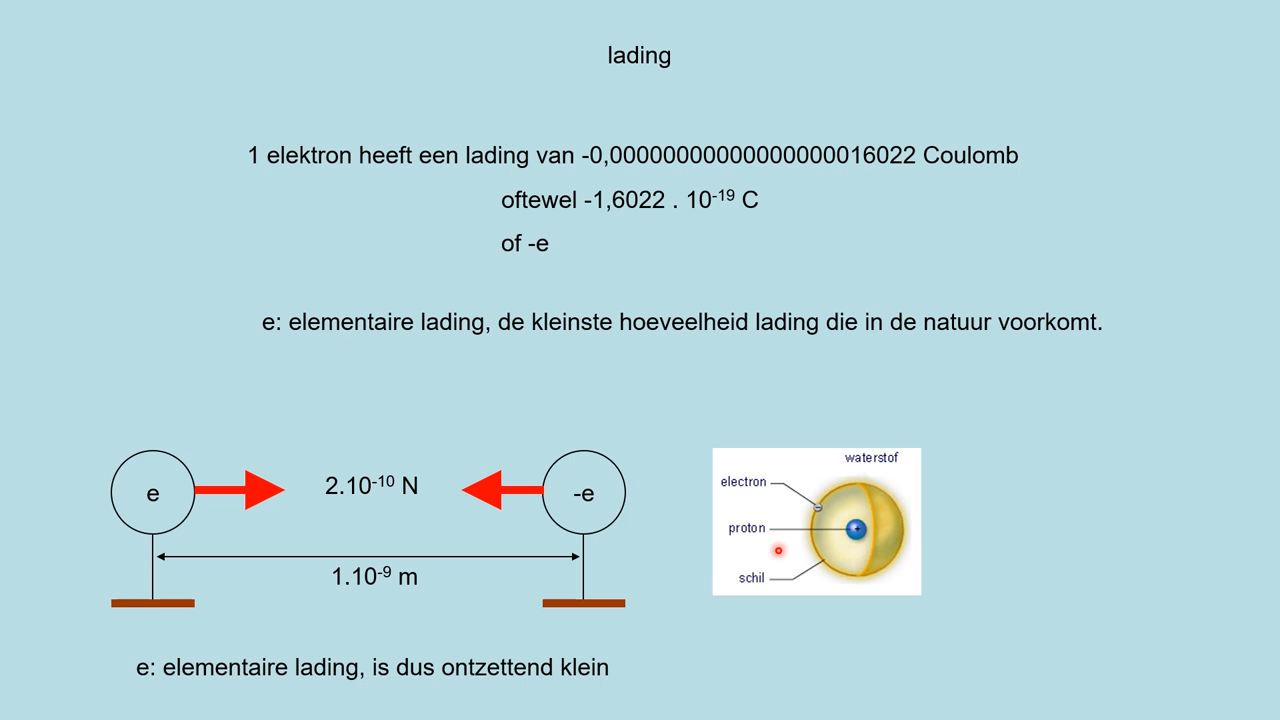 lading
1 elektron heeft een lading van -0,00000000000000000016022 Coulomb
oftewel -1,6022 . 10⁻¹⁹ C
of -e
e: elementaire lading, de kleinste hoeveelheid lading die in de natuur voorkomt.
e
2.10⁻¹⁰ N
-e
1.10⁻⁹ m
waterstof
electron
proton
+
schil
e: elementaire lading, is dus ontzettend klein